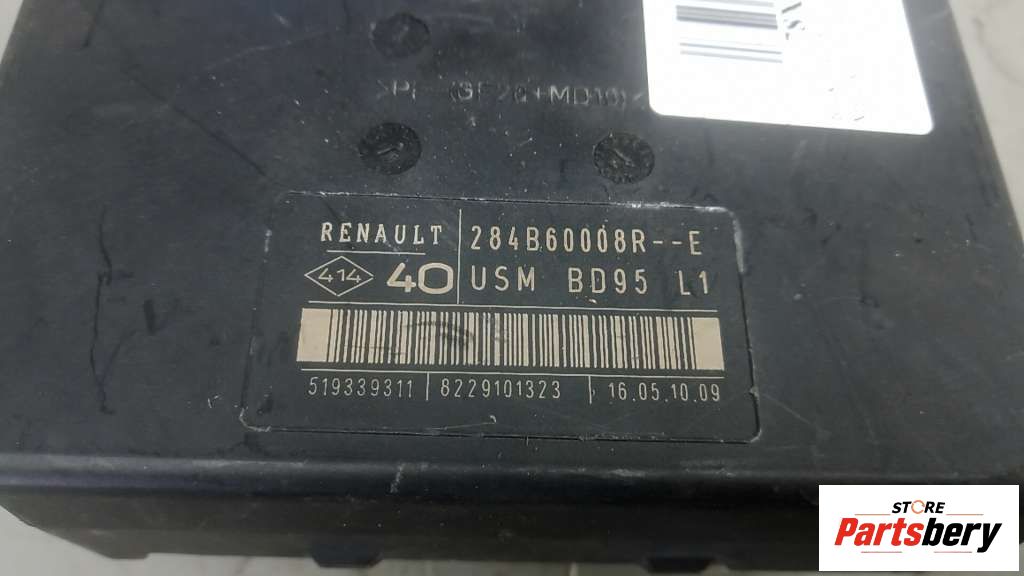 RENAULT 284B60008R--E
414 40 USM BD95 L1
519339311 8229101323 16.05.10.09
STORE
Partsbery